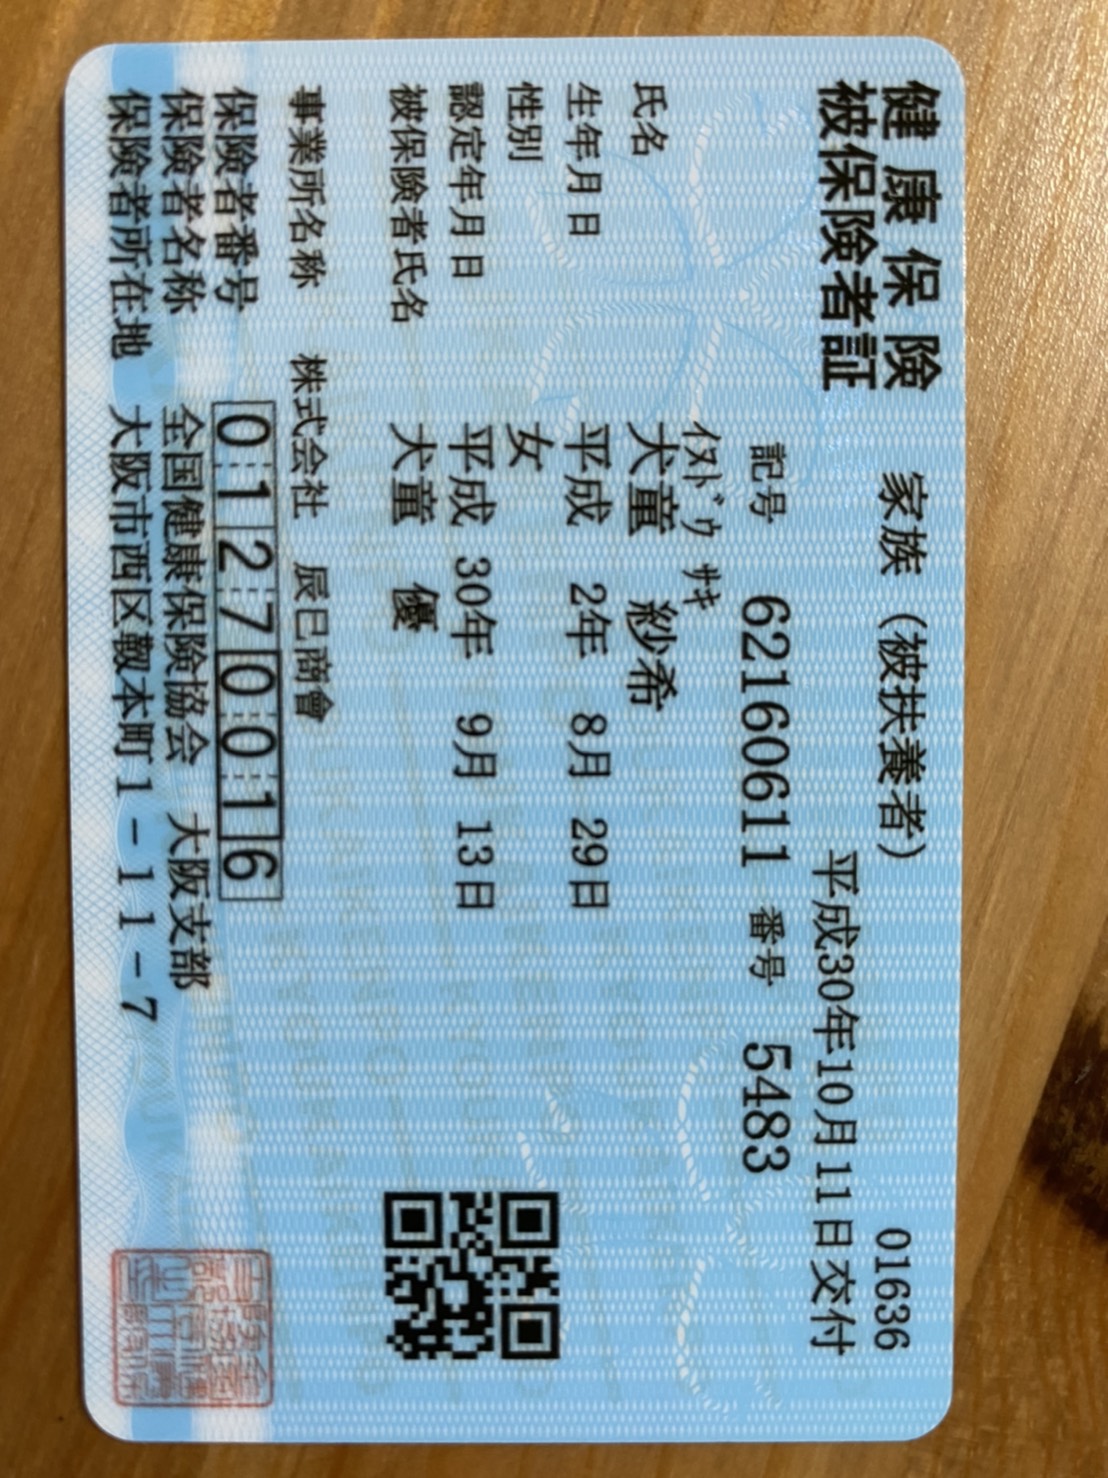 健康保険 家族（被扶養者） 01636
被保険者証 平成30年10月11日交付
記号 62160611 番号 5483
ｲﾇﾄﾞｳ ｻｷ
氏名 犬童 紗希
生年月日 平成 2年 8月 29日
性別 女
認定年月日 平成 30年 9月 13日
被保険者氏名 犬童 優
事業所名称 株式会社 辰巳商會
保険者番号 01270016
保険者名称 全国健康保険協会 大阪支部
保険者所在地 大阪市西区靱本町1-11-7